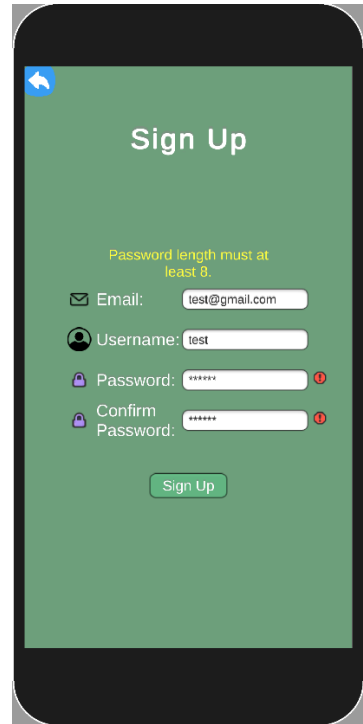 Sign Up
Password length must at
least 8.
Email: test@gmail.com
Username: test
Password: ******
Confirm
Password: ******
Sign Up